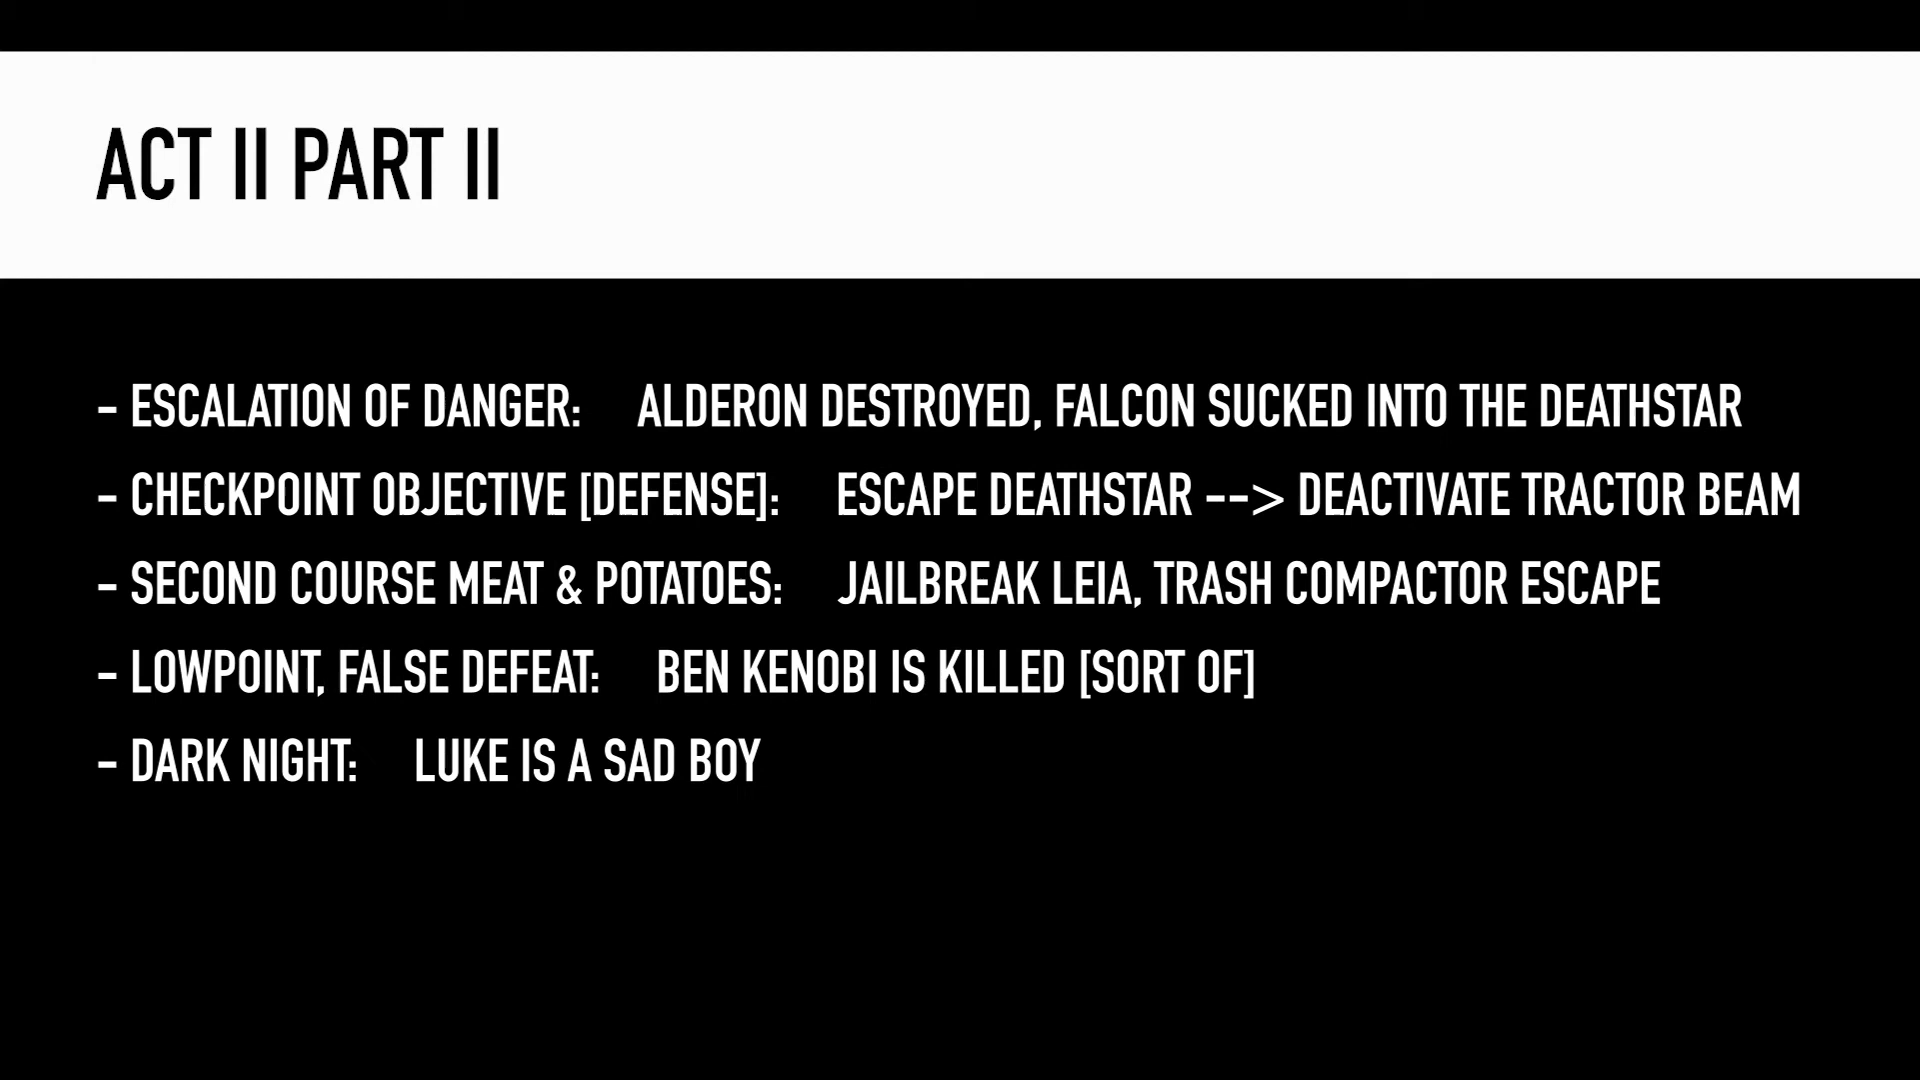 ACT II PART II
- ESCALATION OF DANGER: ALDERON DESTROYED, FALCON SUCKED INTO THE DEATHSTAR
- CHECKPOINT OBJECTIVE [DEFENSE]: ESCAPE DEATHSTAR --> DEACTIVATE TRACTOR BEAM
- SECOND COURSE MEAT & POTATOES: JAILBREAK LEIA, TRASH COMPACTOR ESCAPE
- LOWPOINT, FALSE DEFEAT: BEN KENOBI IS KILLED [SORT OF]
- DARK NIGHT: LUKE IS A SAD BOY